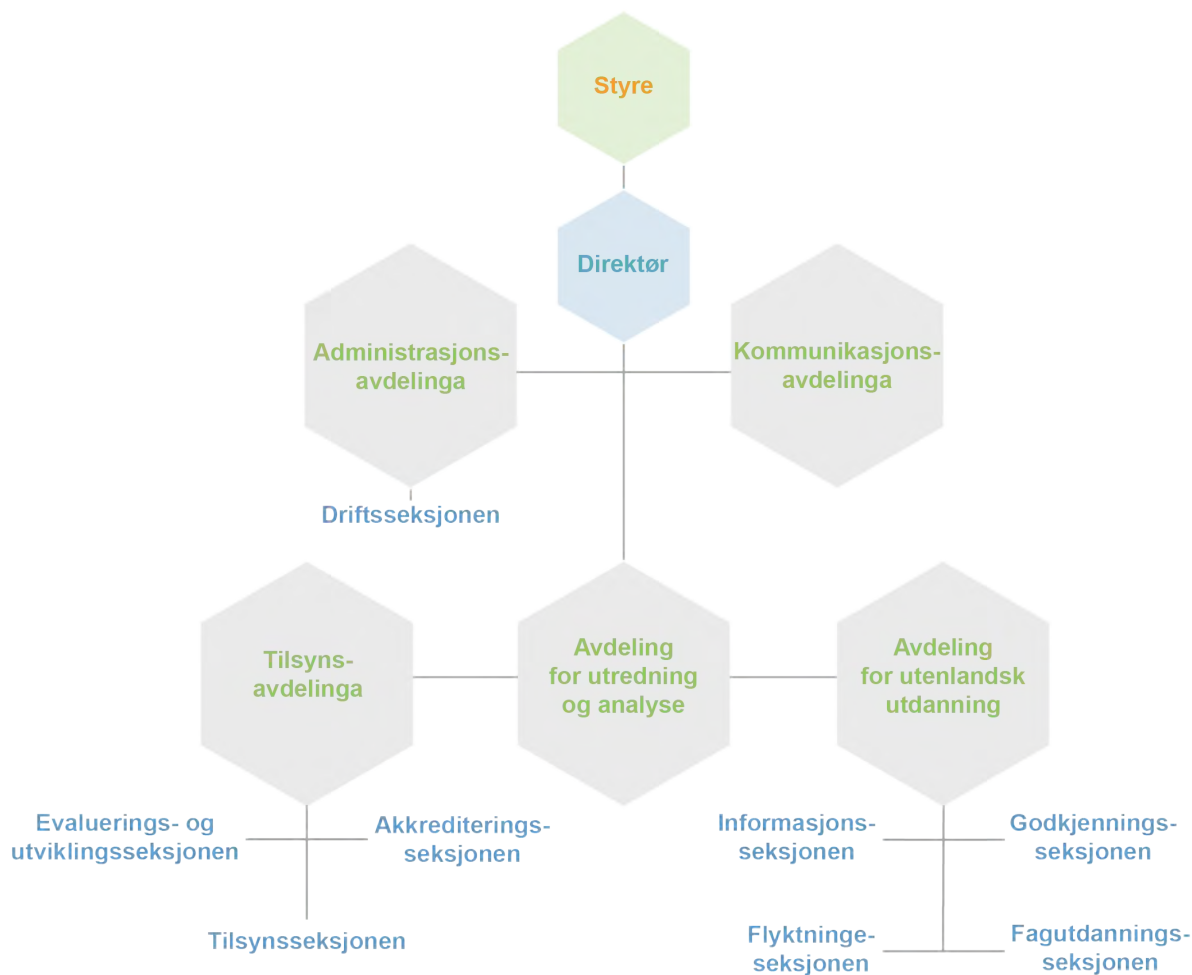 Styre
Direktør
Administrasjons-
avdelinga
Kommunikasjons-
avdelinga
Driftsseksjonen
Tilsyns-
avdelinga
Avdeling
for utredning
og analyse
Avdeling
for utenlandsk
utdanning
Evaluerings- og
utviklingsseksjonen
Akkrediterings-
seksjonen
Tilsynsseksjonen
Informasjons-
seksjonen
Godkjennings-
seksjonen
Flyktninge-
seksjonen
Fagutdannings-
seksjonen